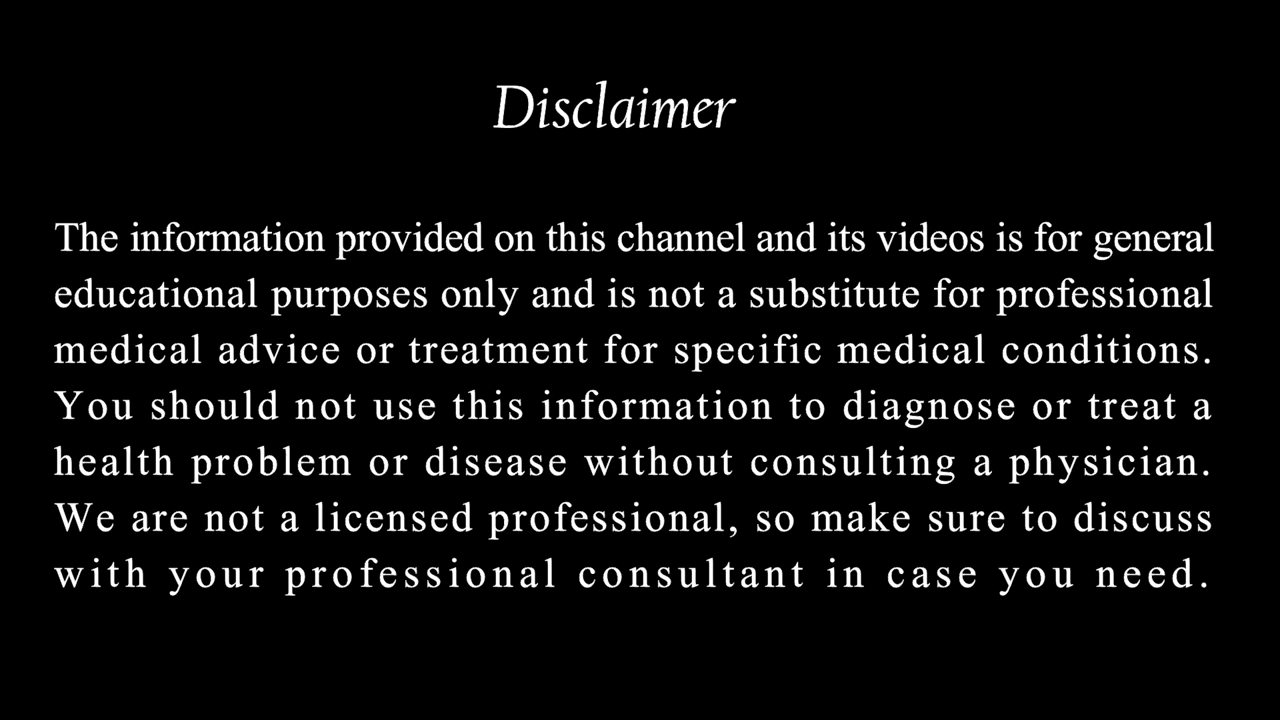 Disclaimer
The information provided on this channel and its videos is for general
educational purposes only and is not a substitute for professional
medical advice or treatment for specific medical conditions.
You should not use this information to diagnose or treat a
health problem or disease without consulting a physician.
We are not a licensed professional, so make sure to discuss
with your professional consultant in case you need.